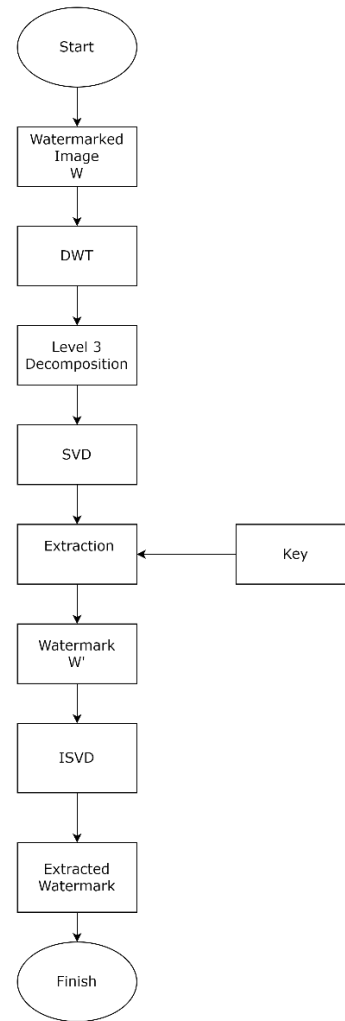 Start
Watermarked
Image
W
DWT
Level 3
Decomposition
SVD
Extraction
Key
Watermark
W'
ISVD
Extracted
Watermark
Finish